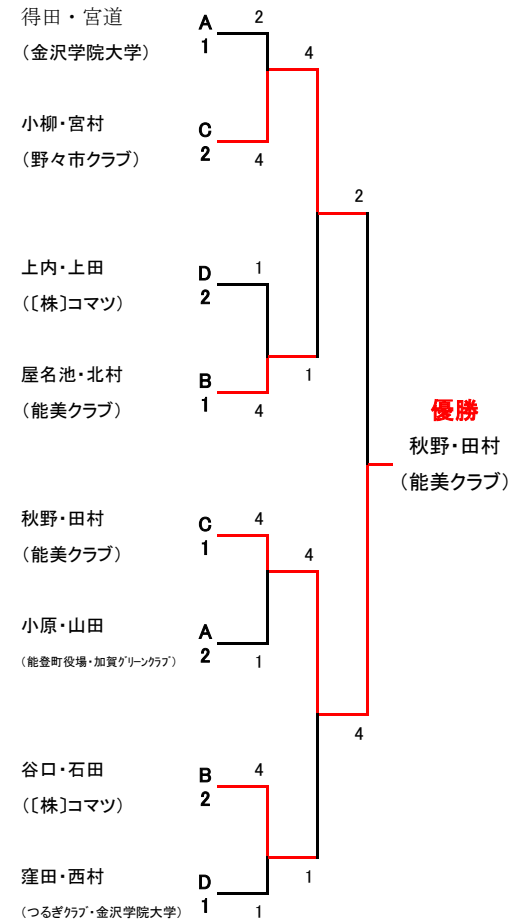 得田・宮道
(金沢学院大学)
A
1
2
4
小柳・宮村
(野々市クラブ)
C
2
4
2
上内・上田
(〔株〕コマツ)
D
2
1
屋名池・北村
(能美クラブ)
B
1
4
1
優勝
秋野・田村
(能美クラブ)
秋野・田村
(能美クラブ)
C
1
4
4
小原・山田
(能登町役場・加賀グリーンクラブ)
A
2
1
4
谷口・石田
(〔株〕コマツ)
B
2
4
1
窪田・西村
(つるぎクラブ・金沢学院大学)
D
1
1